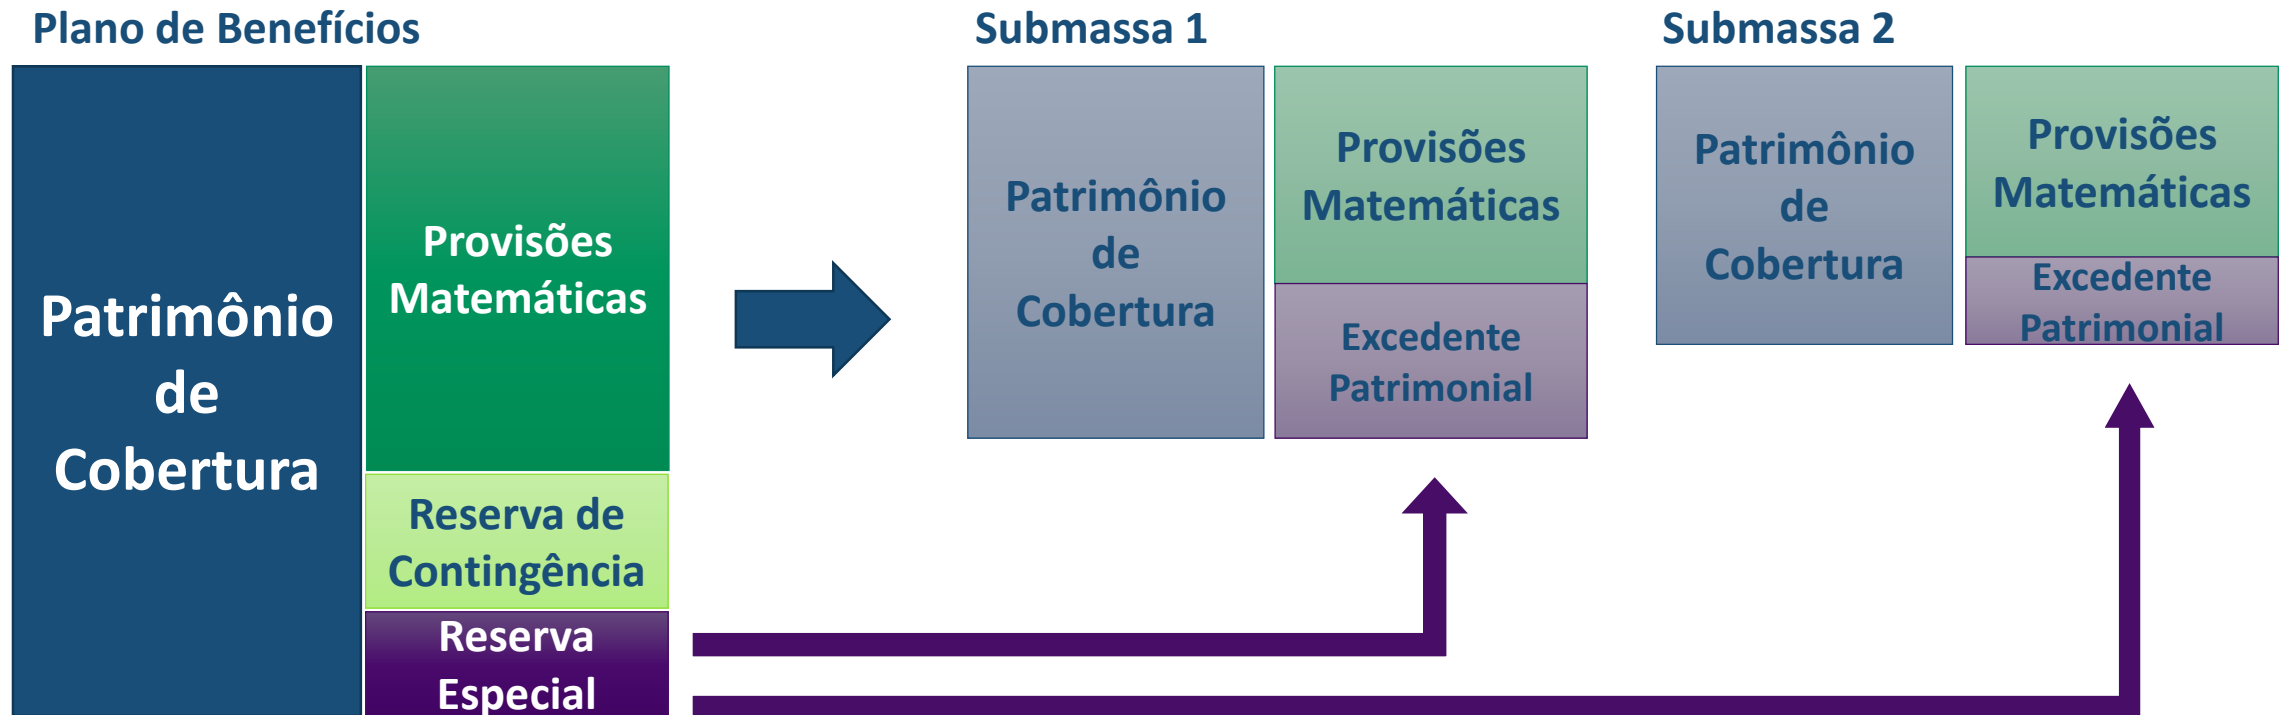 Plano de Benefícios
Patrimônio
de
Cobertura
Provisões
Matemáticas
Reserva de
Contingência
Reserva
Especial
Submassa 1
Patrimônio
de
Cobertura
Provisões
Matemáticas
Excedente
Patrimonial
Submassa 2
Patrimônio
de
Cobertura
Provisões
Matemáticas
Excedente
Patrimonial